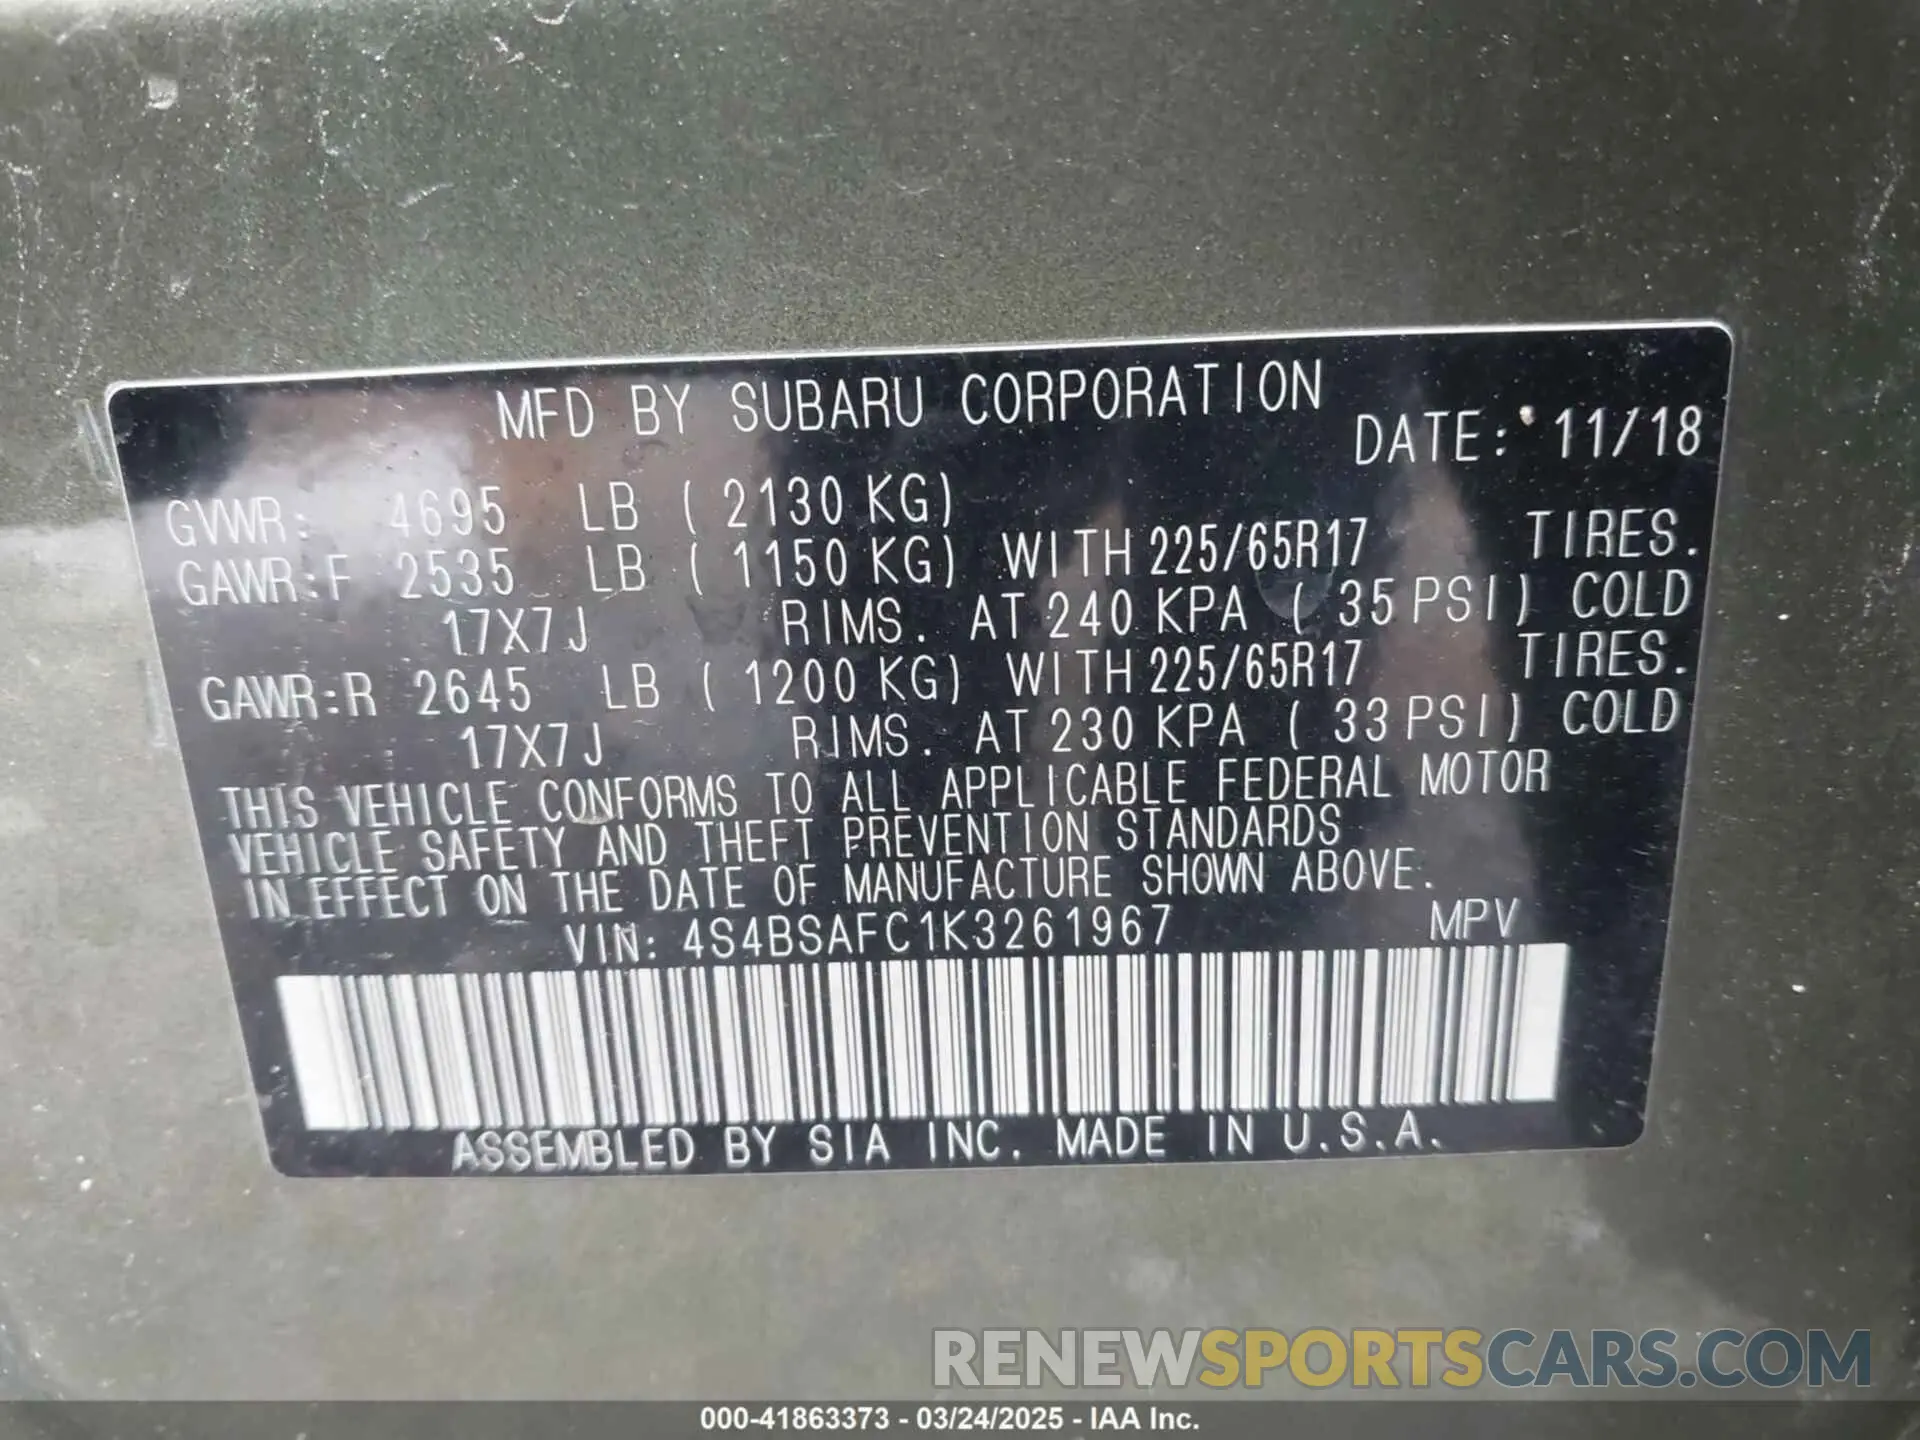 MFD BY SUBARU CORPORATION
DATE: 11/18
GVWR: 4695 LB ( 2130 KG)
GAWR:F 2535 LB ( 1150 KG) WITH 225/65R17 TIRES.
17X7J RIMS. AT 240 KPA ( 35 PSI) COLD
GAWR:R 2645 LB ( 1200 KG) WITH 225/65R17 TIRES.
17X7J RIMS. AT 230 KPA ( 33 PSI) COLD
THIS VEHICLE CONFORMS TO ALL APPLICABLE FEDERAL MOTOR
VEHICLE SAFETY AND THEFT PREVENTION STANDARDS
IN EFFECT ON THE DATE OF MANUFACTURE SHOWN ABOVE.
VIN: 4S4BSAFC1K3261967 MPV
ASSEMBLED BY SIA INC. MADE IN U.S.A.
RENEWSPORTSCARS.COM
000-41863373 - 03/24/2025 - IAA Inc.